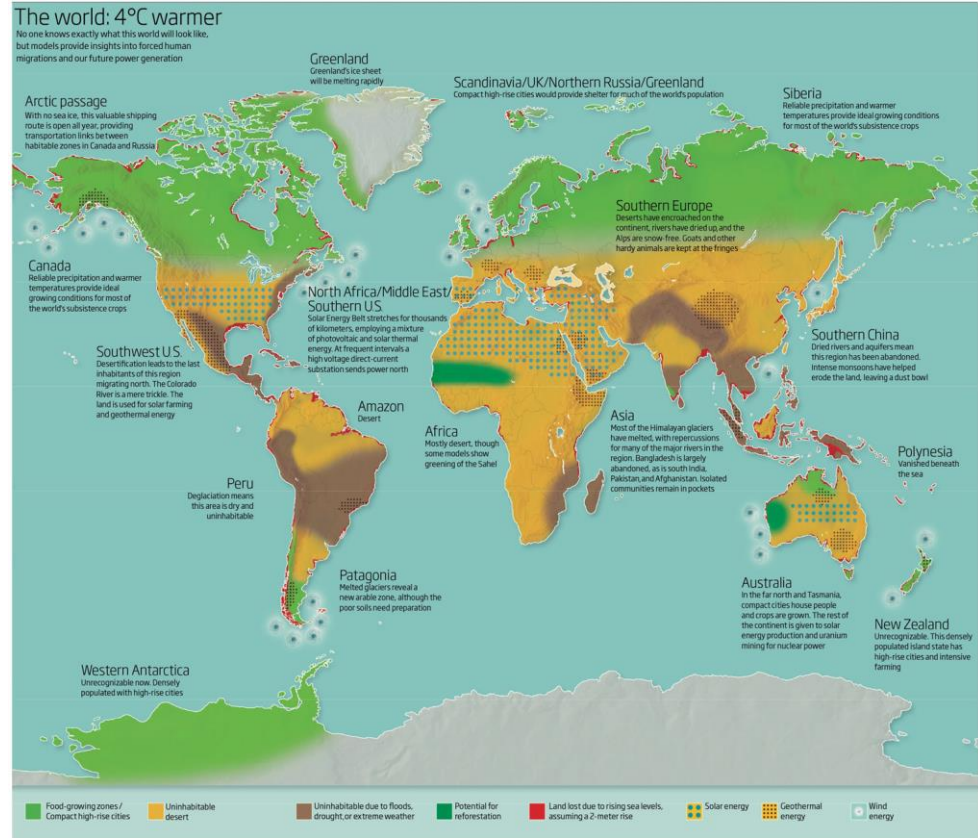 The world: 4°C warmer
No one knows exactly what this world will look like,
but models provide insights into forced human
migrations and our future power generation
Greenland
Greenland's ice sheet
will be melting rapidly
Scandinavia/UK/Northern Russia/Greenland
Compact high-rise cities would provide shelter for much of the world's population
Siberia
Reliable precipitation and warmer
temperatures provide ideal growing conditions
for most of the world's subsistence crops
Arctic passage
With no sea ice, this valuable shipping
route is open all year, providing
transportation links between
habitable zones in Canada and Russia
Southern Europe
Deserts have encroached on the
continent, rivers have dried up, and the
Alps are snow-free. Goats and other
hardy animals are kept at the fringes
Canada
Reliable precipitation and warmer
temperatures provide ideal
growing conditions for most of
the world's subsistence crops
North Africa/Middle East/
Southern U.S.
Solar Energy Belt stretches for thousands
of kilometers, employing a mixture
of photovoltaic and solar thermal
energy. At frequent intervals a
high voltage direct-current
substation sends power north
Southwest U.S.
Desertification leads to the last
inhabitants of this region
migrating north. The Colorado
River is a mere trickle. The
land is used for solar farming
and geothermal energy
Southern China
Dried rivers and aquifers mean
this region has been abandoned.
Intense monsoons have helped
erode the land, leaving a dust bowl
Amazon
Desert
Africa
Mostly desert, though
some models show
greening of the Sahel
Asia
Most of the Himalayan glaciers
have melted, with repercussions
for many of the major rivers in the
region. Bangladesh is largely
abandoned, as is south India,
Pakistan, and Afghanistan. Isolated
communities remain in pockets
Polynesia
Vanished beneath
the sea
Peru
Deglaciation means
this area is dry and
uninhabitable
Patagonia
Melted glaciers reveal a
new arable zone, although the
poor soils need preparation
Australia
In the far north and Tasmania,
compact cities house people
and crops are grown. The rest of
the continent is given to solar
energy production and uranium
mining for nuclear power
New Zealand
Unrecognizable. This densely
populated island state has
high-rise cities and intensive
farming
Western Antarctica
Unrecognizable now. Densely
populated with high-rise cities
Food-growing zones /
Compact high-rise cities
Uninhabitable
desert
Uninhabitable due to floods,
drought, or extreme weather
Potential for
reforestation
Land lost due to rising sea levels,
assuming a 2-meter rise
Solar energy
Geothermal
energy
Wind
energy